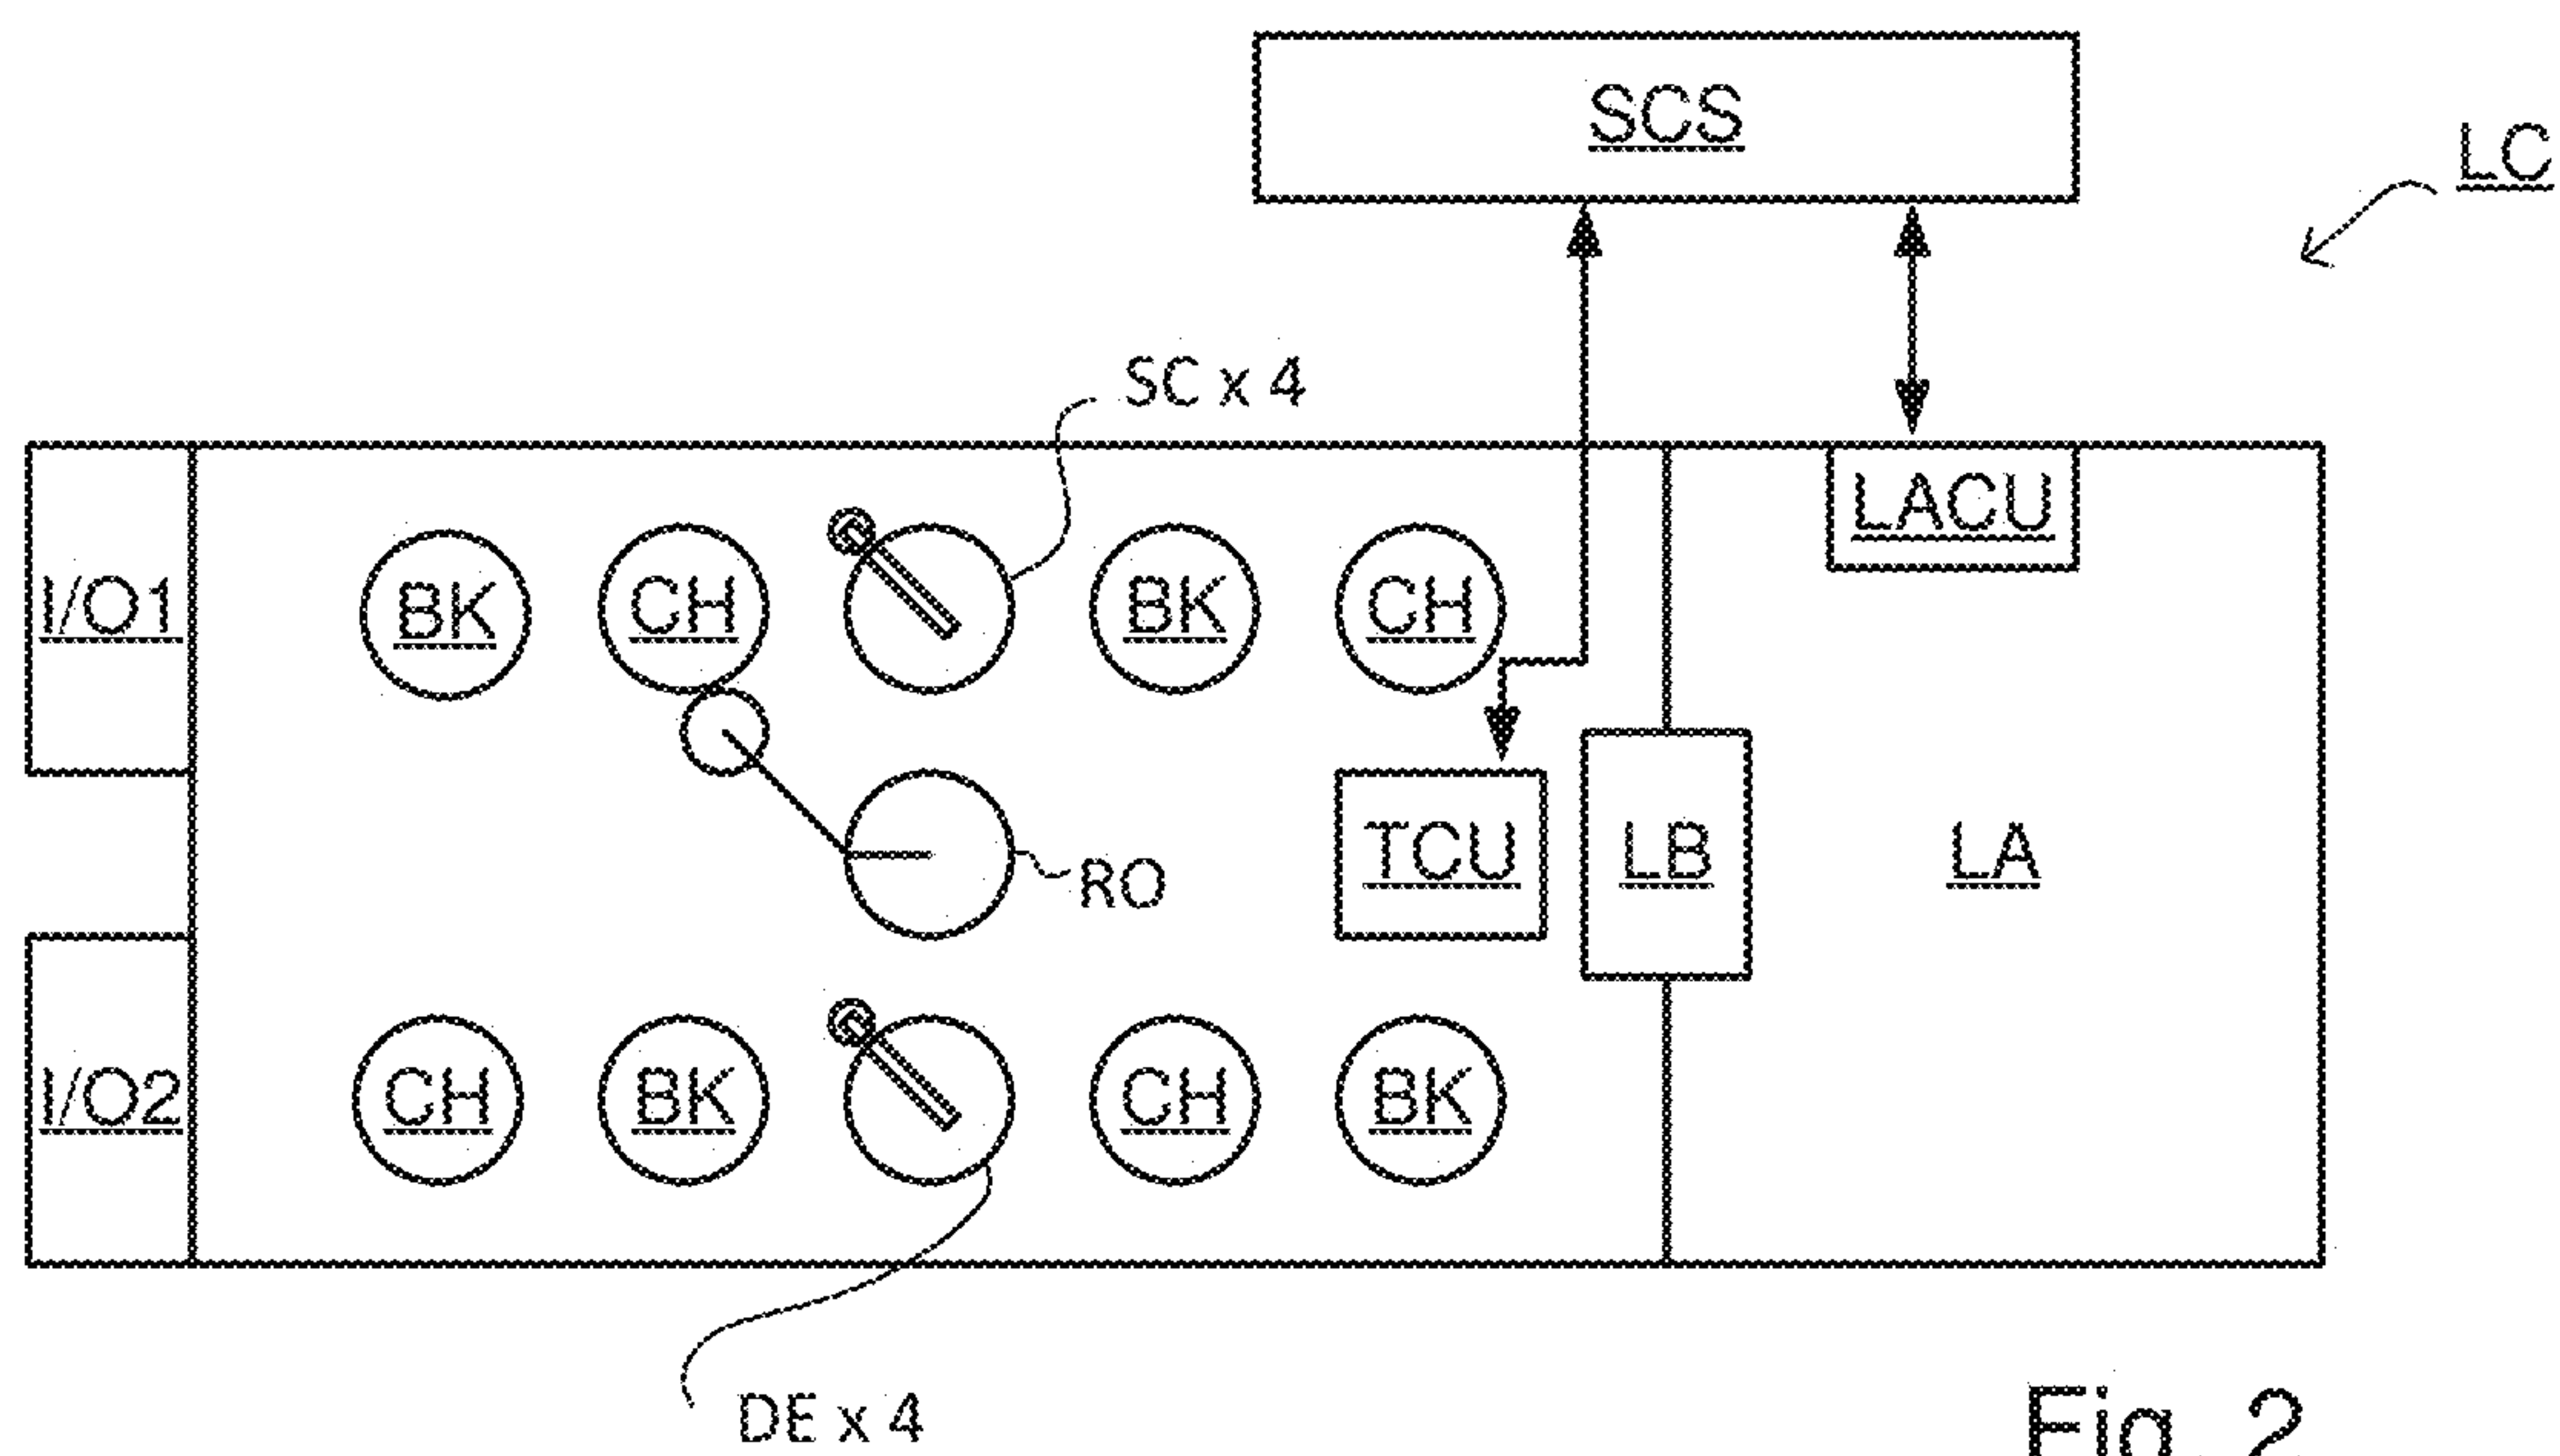 SCS
LC
SC x 4
LACU
I/O1
BK
CH
BK
CH
RO
TCU
LB
LA
I/O2
CH
BK
CH
BK
DE x 4
Fig. 2